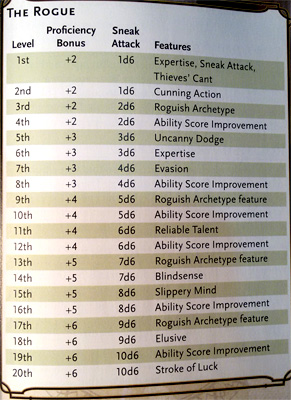 THE ROGUE
Proficiency Sneak
Level Bonus Attack Features
1st +2 1d6 Expertise, Sneak Attack,
Thieves' Cant
2nd +2 1d6 Cunning Action
3rd +2 2d6 Roguish Archetype
4th +2 2d6 Ability Score Improvement
5th +3 3d6 Uncanny Dodge
6th +3 3d6 Expertise
7th +3 4d6 Evasion
8th +3 4d6 Ability Score Improvement
9th +4 5d6 Roguish Archetype feature
10th +4 5d6 Ability Score Improvement
11th +4 6d6 Reliable Talent
12th +4 6d6 Ability Score Improvement
13th +5 7d6 Roguish Archetype feature
14th +5 7d6 Blindsense
15th +5 8d6 Slippery Mind
16th +5 8d6 Ability Score Improvement
17th +6 9d6 Roguish Archetype feature
18th +6 9d6 Elusive
19th +6 10d6 Ability Score Improvement
20th +6 10d6 Stroke of Luck